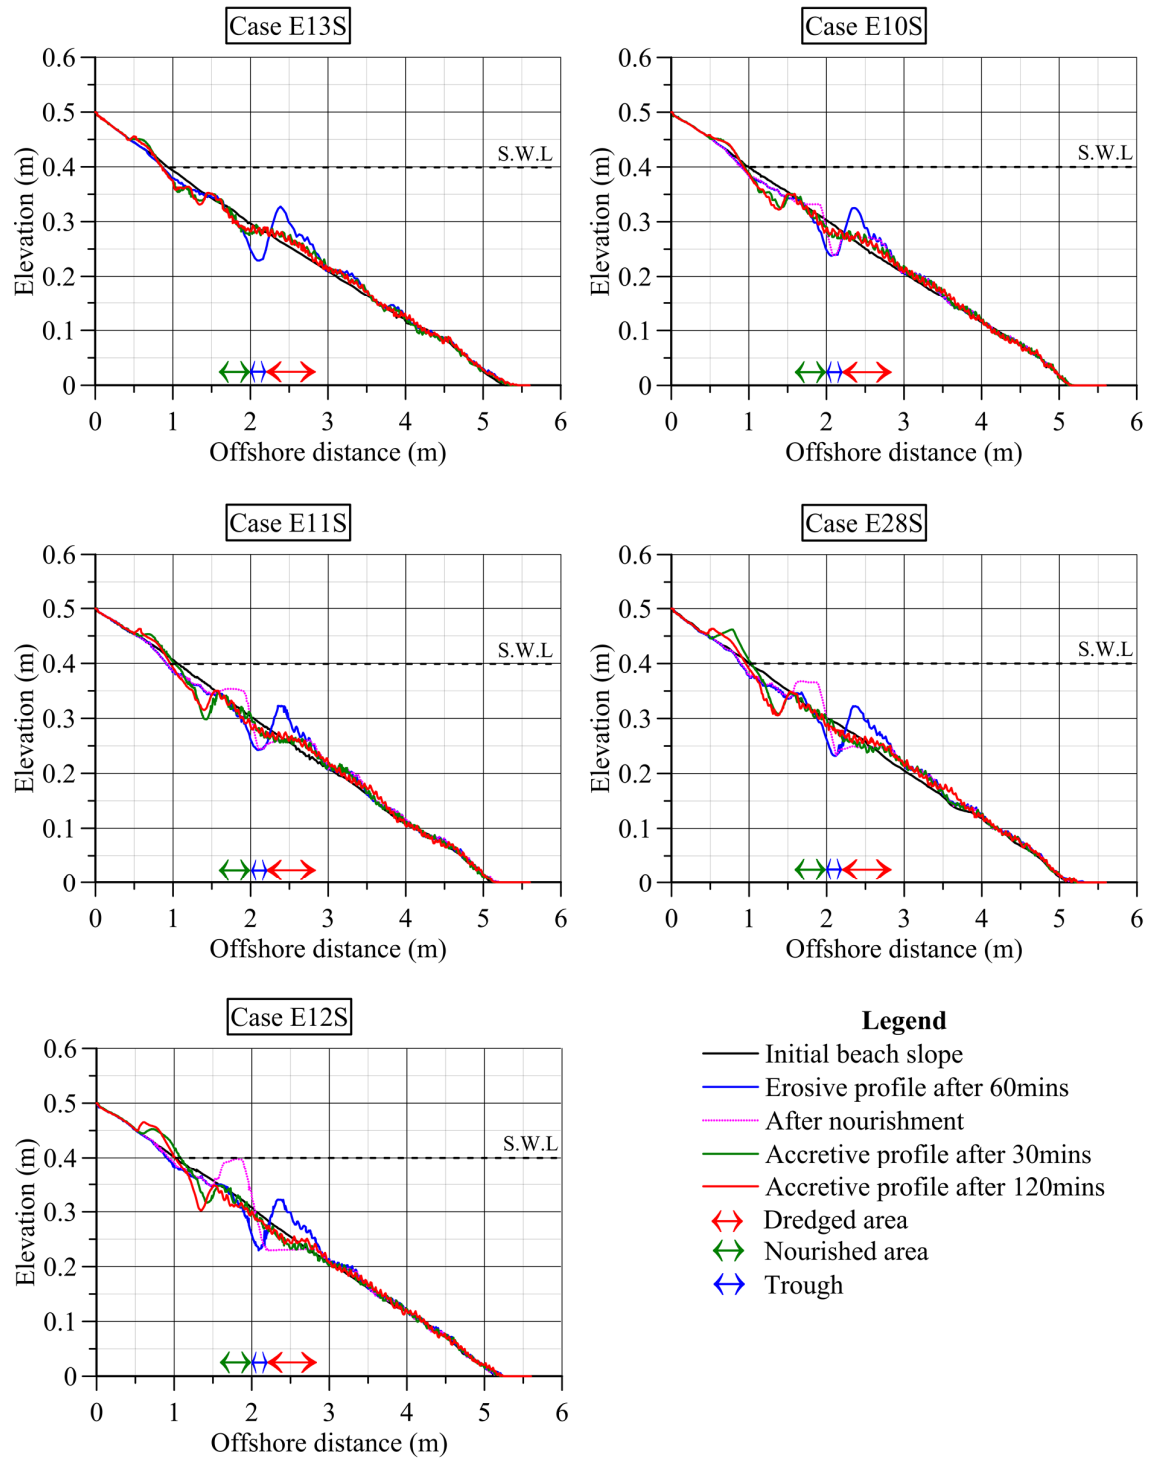 Case E13S
Elevation (m)
0.6
0.5
0.4
0.3
0.2
0.1
0
S.W.L
0 1 2 3 4 5 6
Offshore distance (m)
Case E10S
Elevation (m)
0.6
0.5
0.4
0.3
0.2
0.1
0
S.W.L
0 1 2 3 4 5 6
Offshore distance (m)
Case E11S
Elevation (m)
0.6
0.5
0.4
0.3
0.2
0.1
0
S.W.L
0 1 2 3 4 5 6
Offshore distance (m)
Case E28S
Elevation (m)
0.6
0.5
0.4
0.3
0.2
0.1
0
S.W.L
0 1 2 3 4 5 6
Offshore distance (m)
Case E12S
Elevation (m)
0.6
0.5
0.4
0.3
0.2
0.1
0
S.W.L
0 1 2 3 4 5 6
Offshore distance (m)
Legend
Initial beach slope
Erosive profile after 60mins
After nourishment
Accretive profile after 30mins
Accretive profile after 120mins
Dredged area
Nourished area
Trough